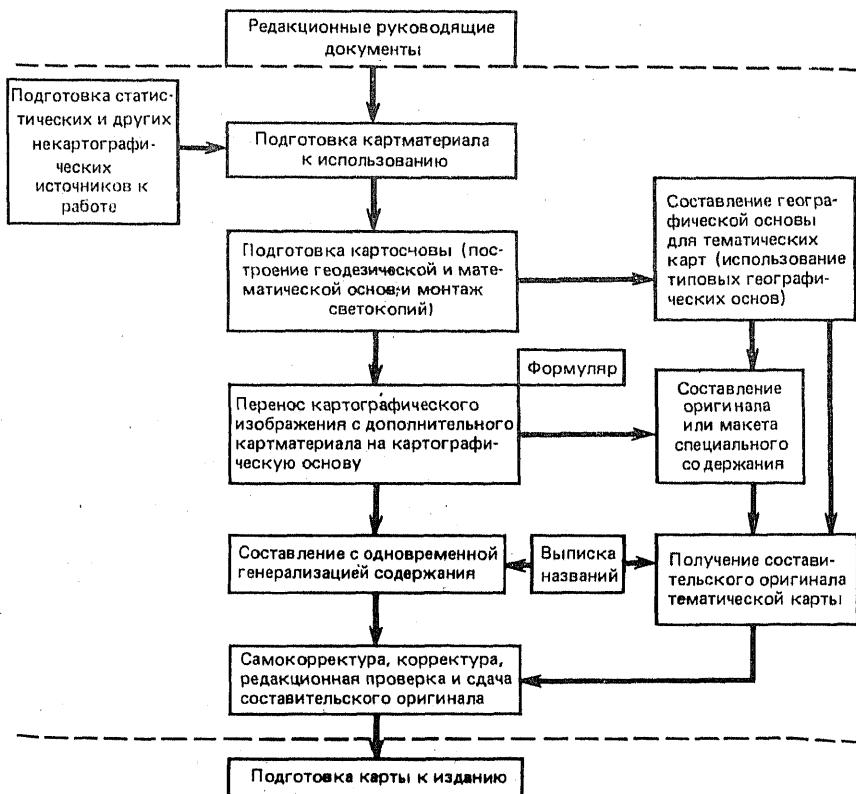 Редакционные руководящие
документы
Подготовка статис-
тических и других
некартографи-
ческих
источников к
работе
Подготовка картматериала
к использованию
Подготовка картосновы (пос-
троение геодезической и мате-
матической основ, и монтаж
светокопий)
Составление геогра-
фической основы
для тематических
карт (использование
типовых географи-
ческих основ)
Формуляр
Перенос картографического
изображения с дополнительного
картматериала на картографи-
ческую основу
Составление
оригинала
или макета
специального
содержания
Составление с одновременной
генерализацией содержания
Выписка
названий
Получение состави-
тельского оригинала
тематической карты
Самокорректура, корректура,
редакционная проверка и сдача
составительского оригинала
Подготовка карты к изданию